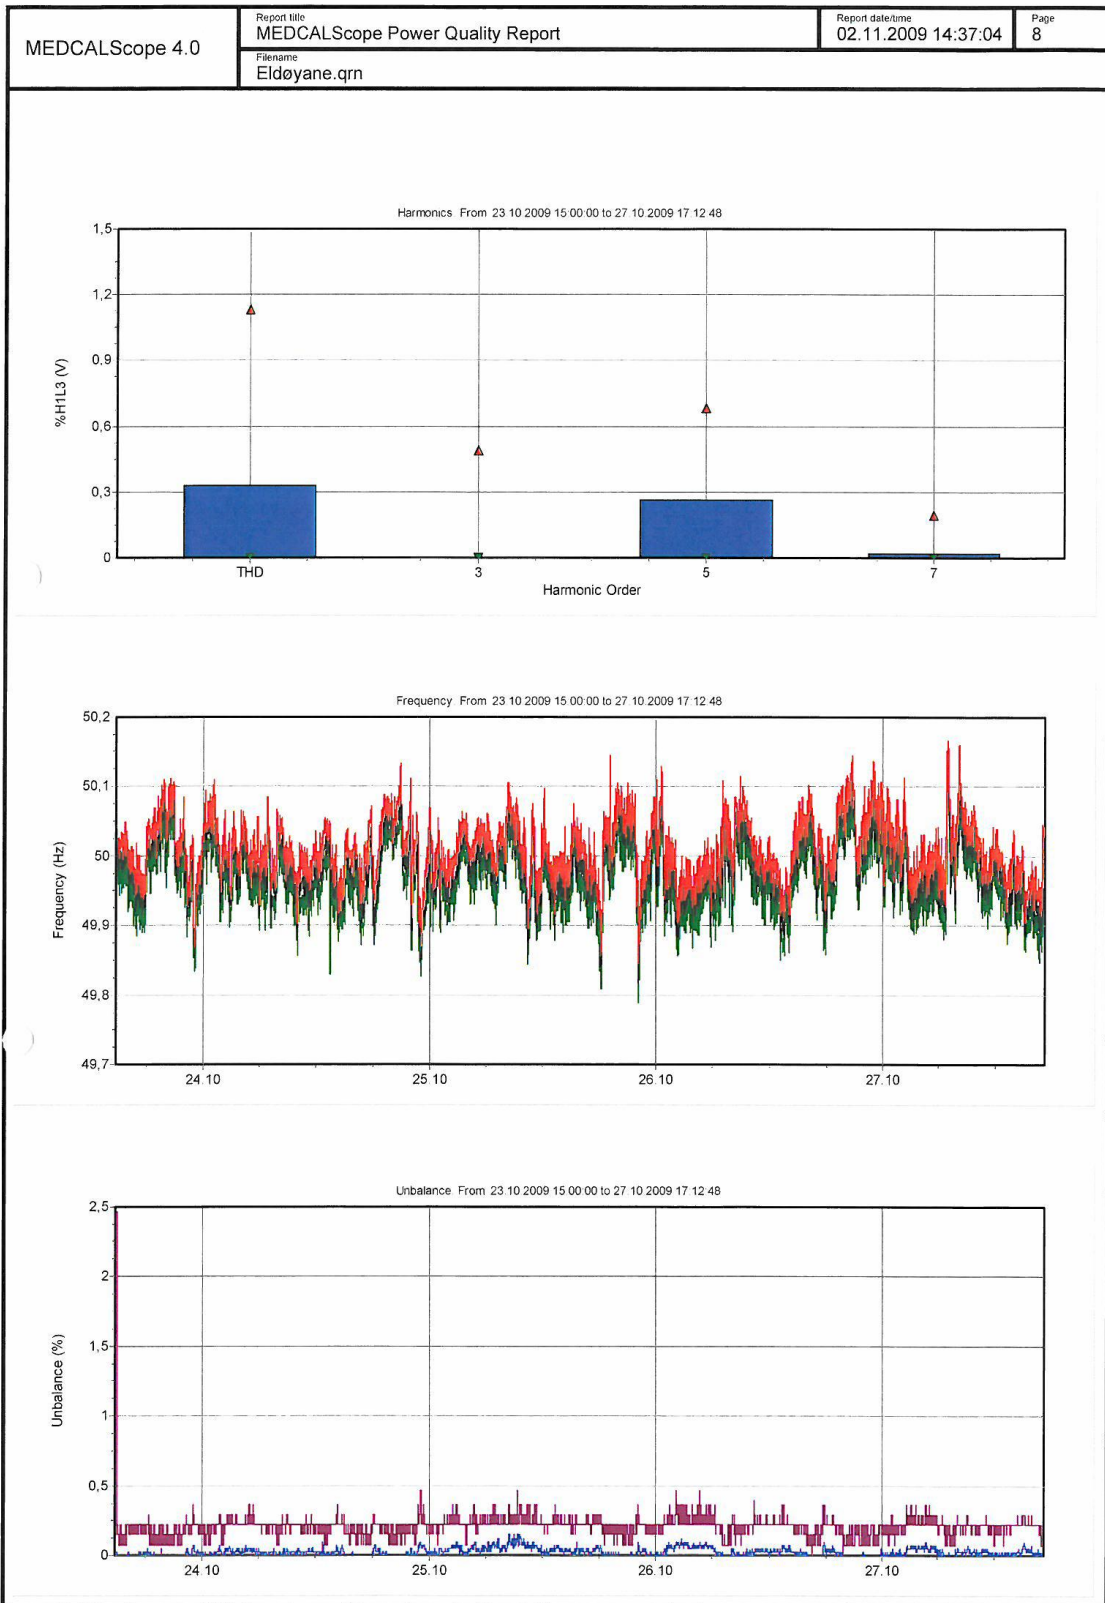 MEDCALScope 4.0
Report title
MEDCALScope Power Quality Report
Report date/time
02.11.2009 14:37:04
Page
8
Filename
Eldøyane.qrn
Harmonics From 23 10 2009 15 00:00 to 27 10 2009 17 12 48
1,5
1,2
0,9
0,6
0,3
0
%H1L3 (V)
THD 3 5 7
Harmonic Order
Frequency From 23 10 2009 15 00:00 to 27 10 2009 17:12:48
50,2
50,1
50
49,9
49,8
49,7
Frequency (Hz)
24.10 25.10 26.10 27.10
Unbalance From 23.10 2009 15 00:00 to 27 10 2009 17 12:48
2,5
2
1,5
1
0,5
0
Unbalance (%)
24.10 25.10 26.10 27.10